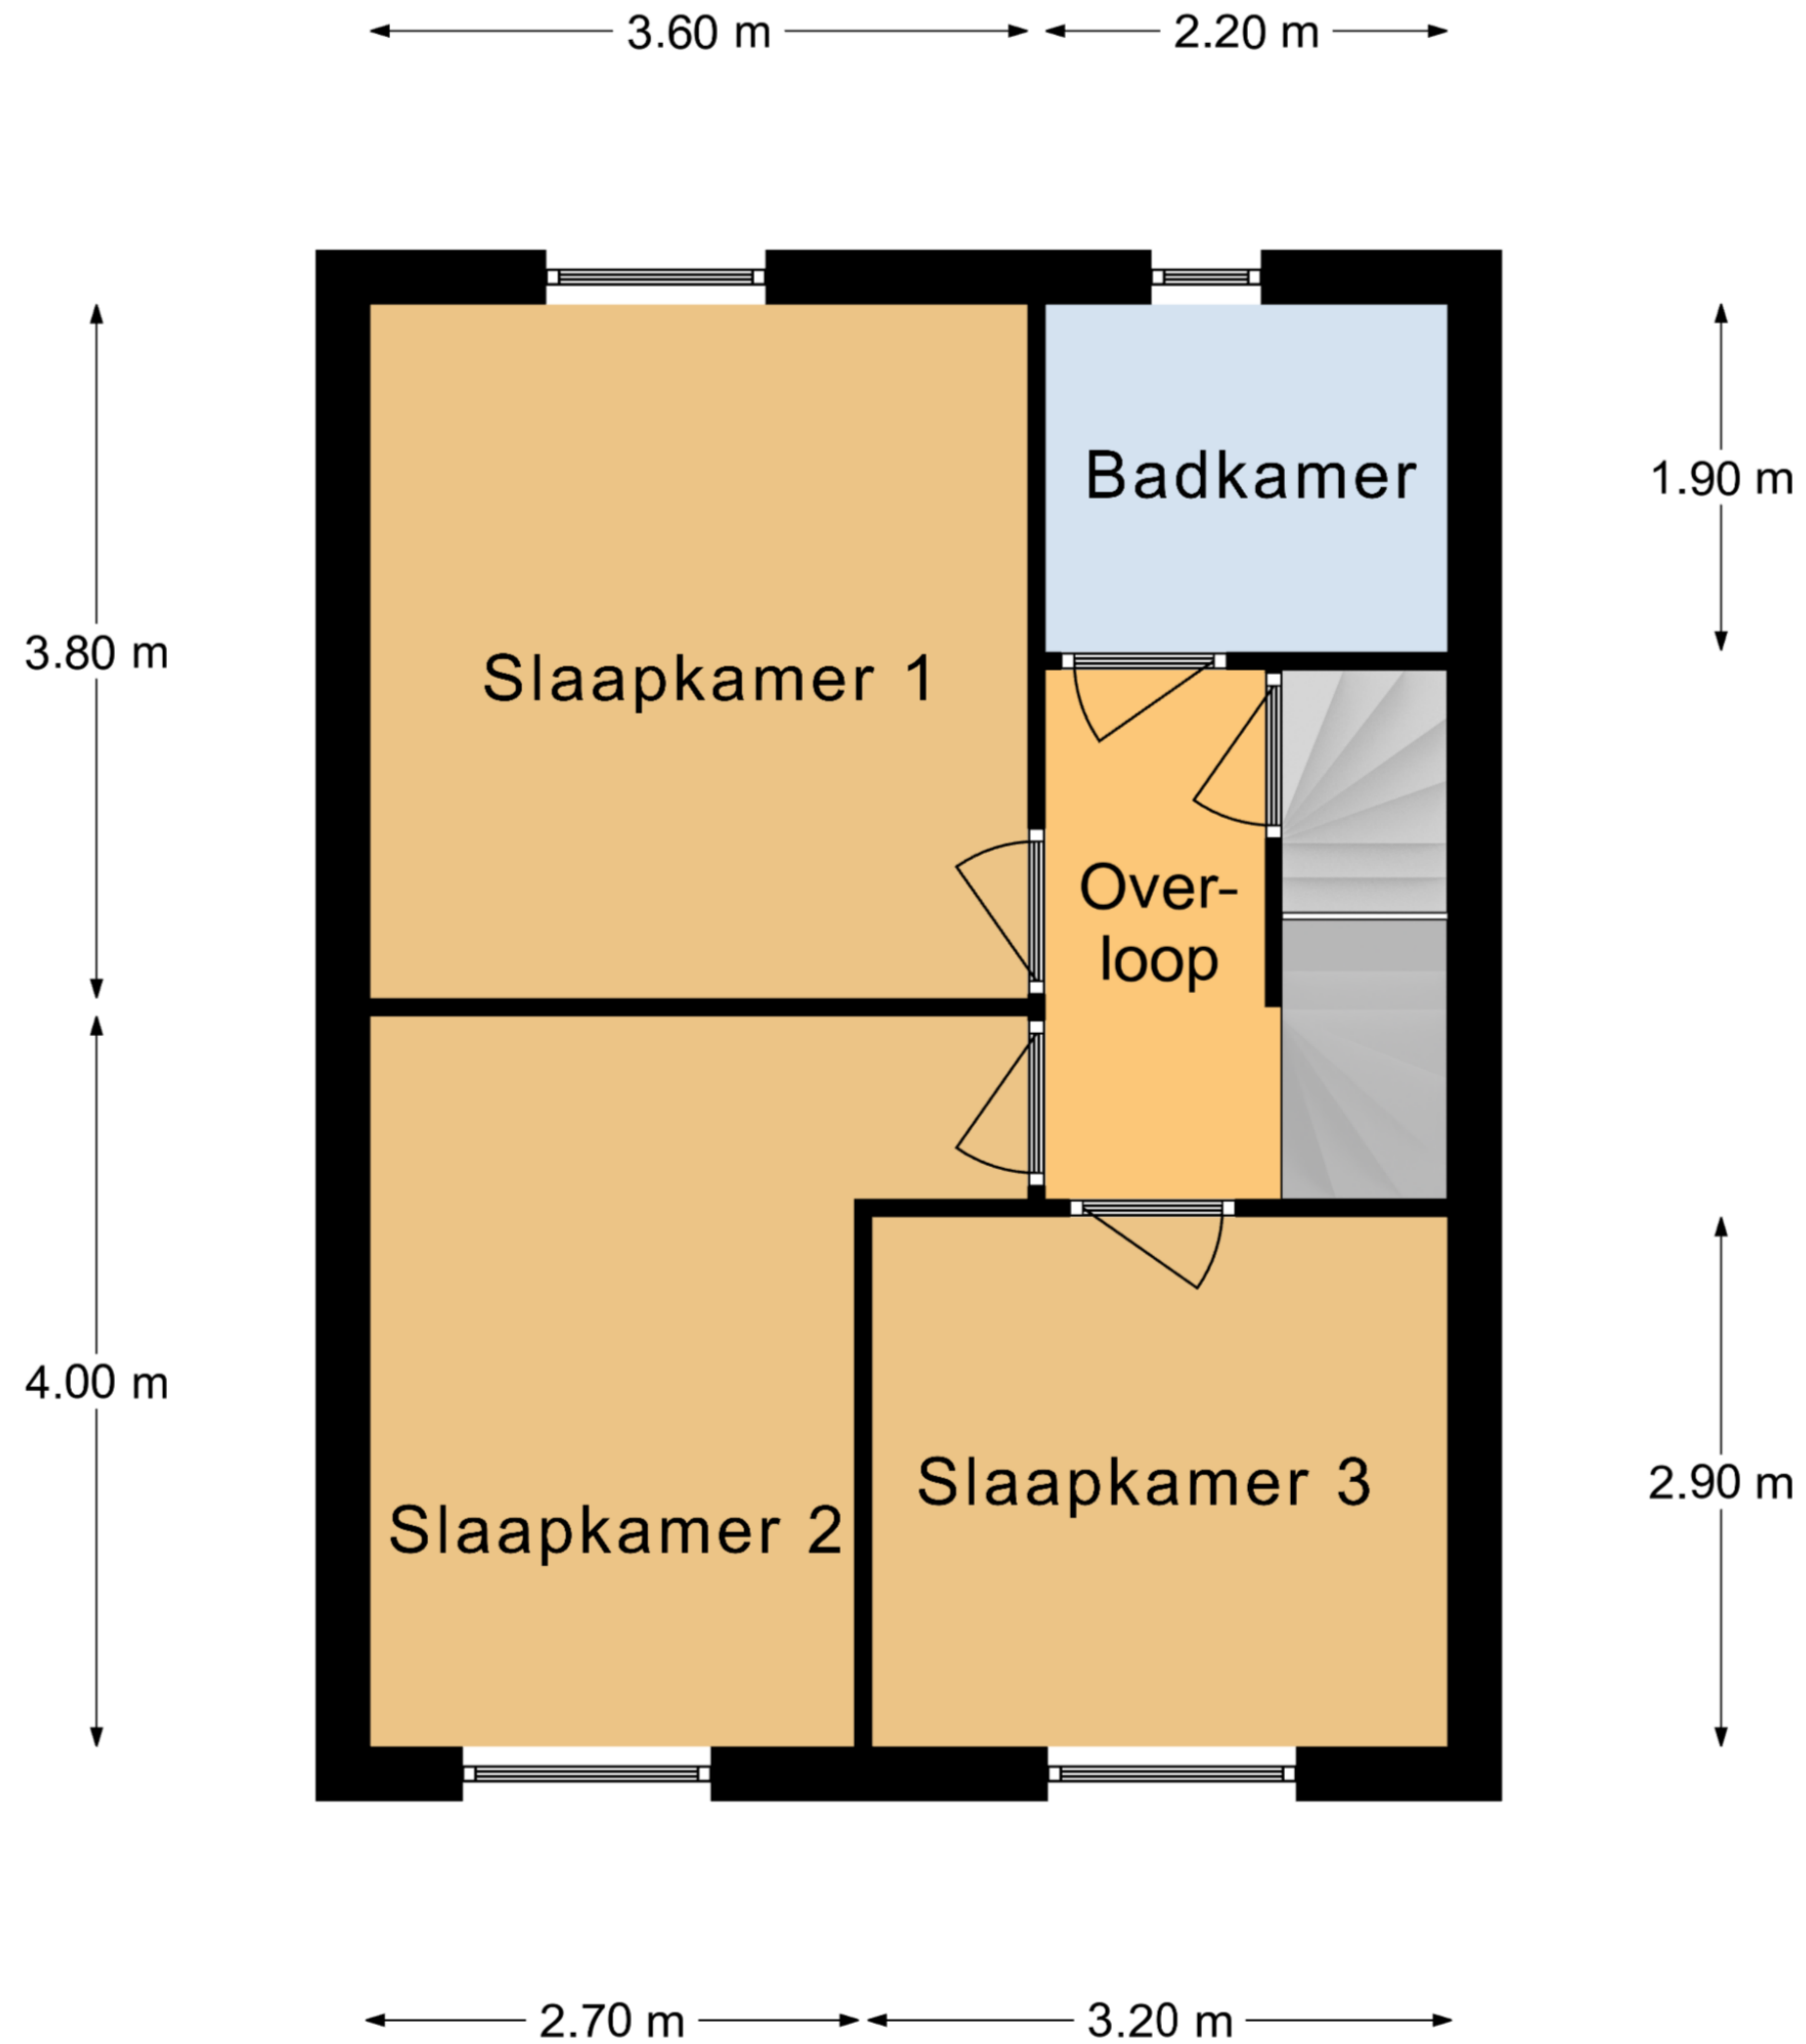 3.60 m
2.20 m
Badkamer
1.90 m
3.80 m
Slaapkamer 1
Over-
loop
4.00 m
Slaapkamer 3
2.90 m
Slaapkamer 2
2.70 m
3.20 m